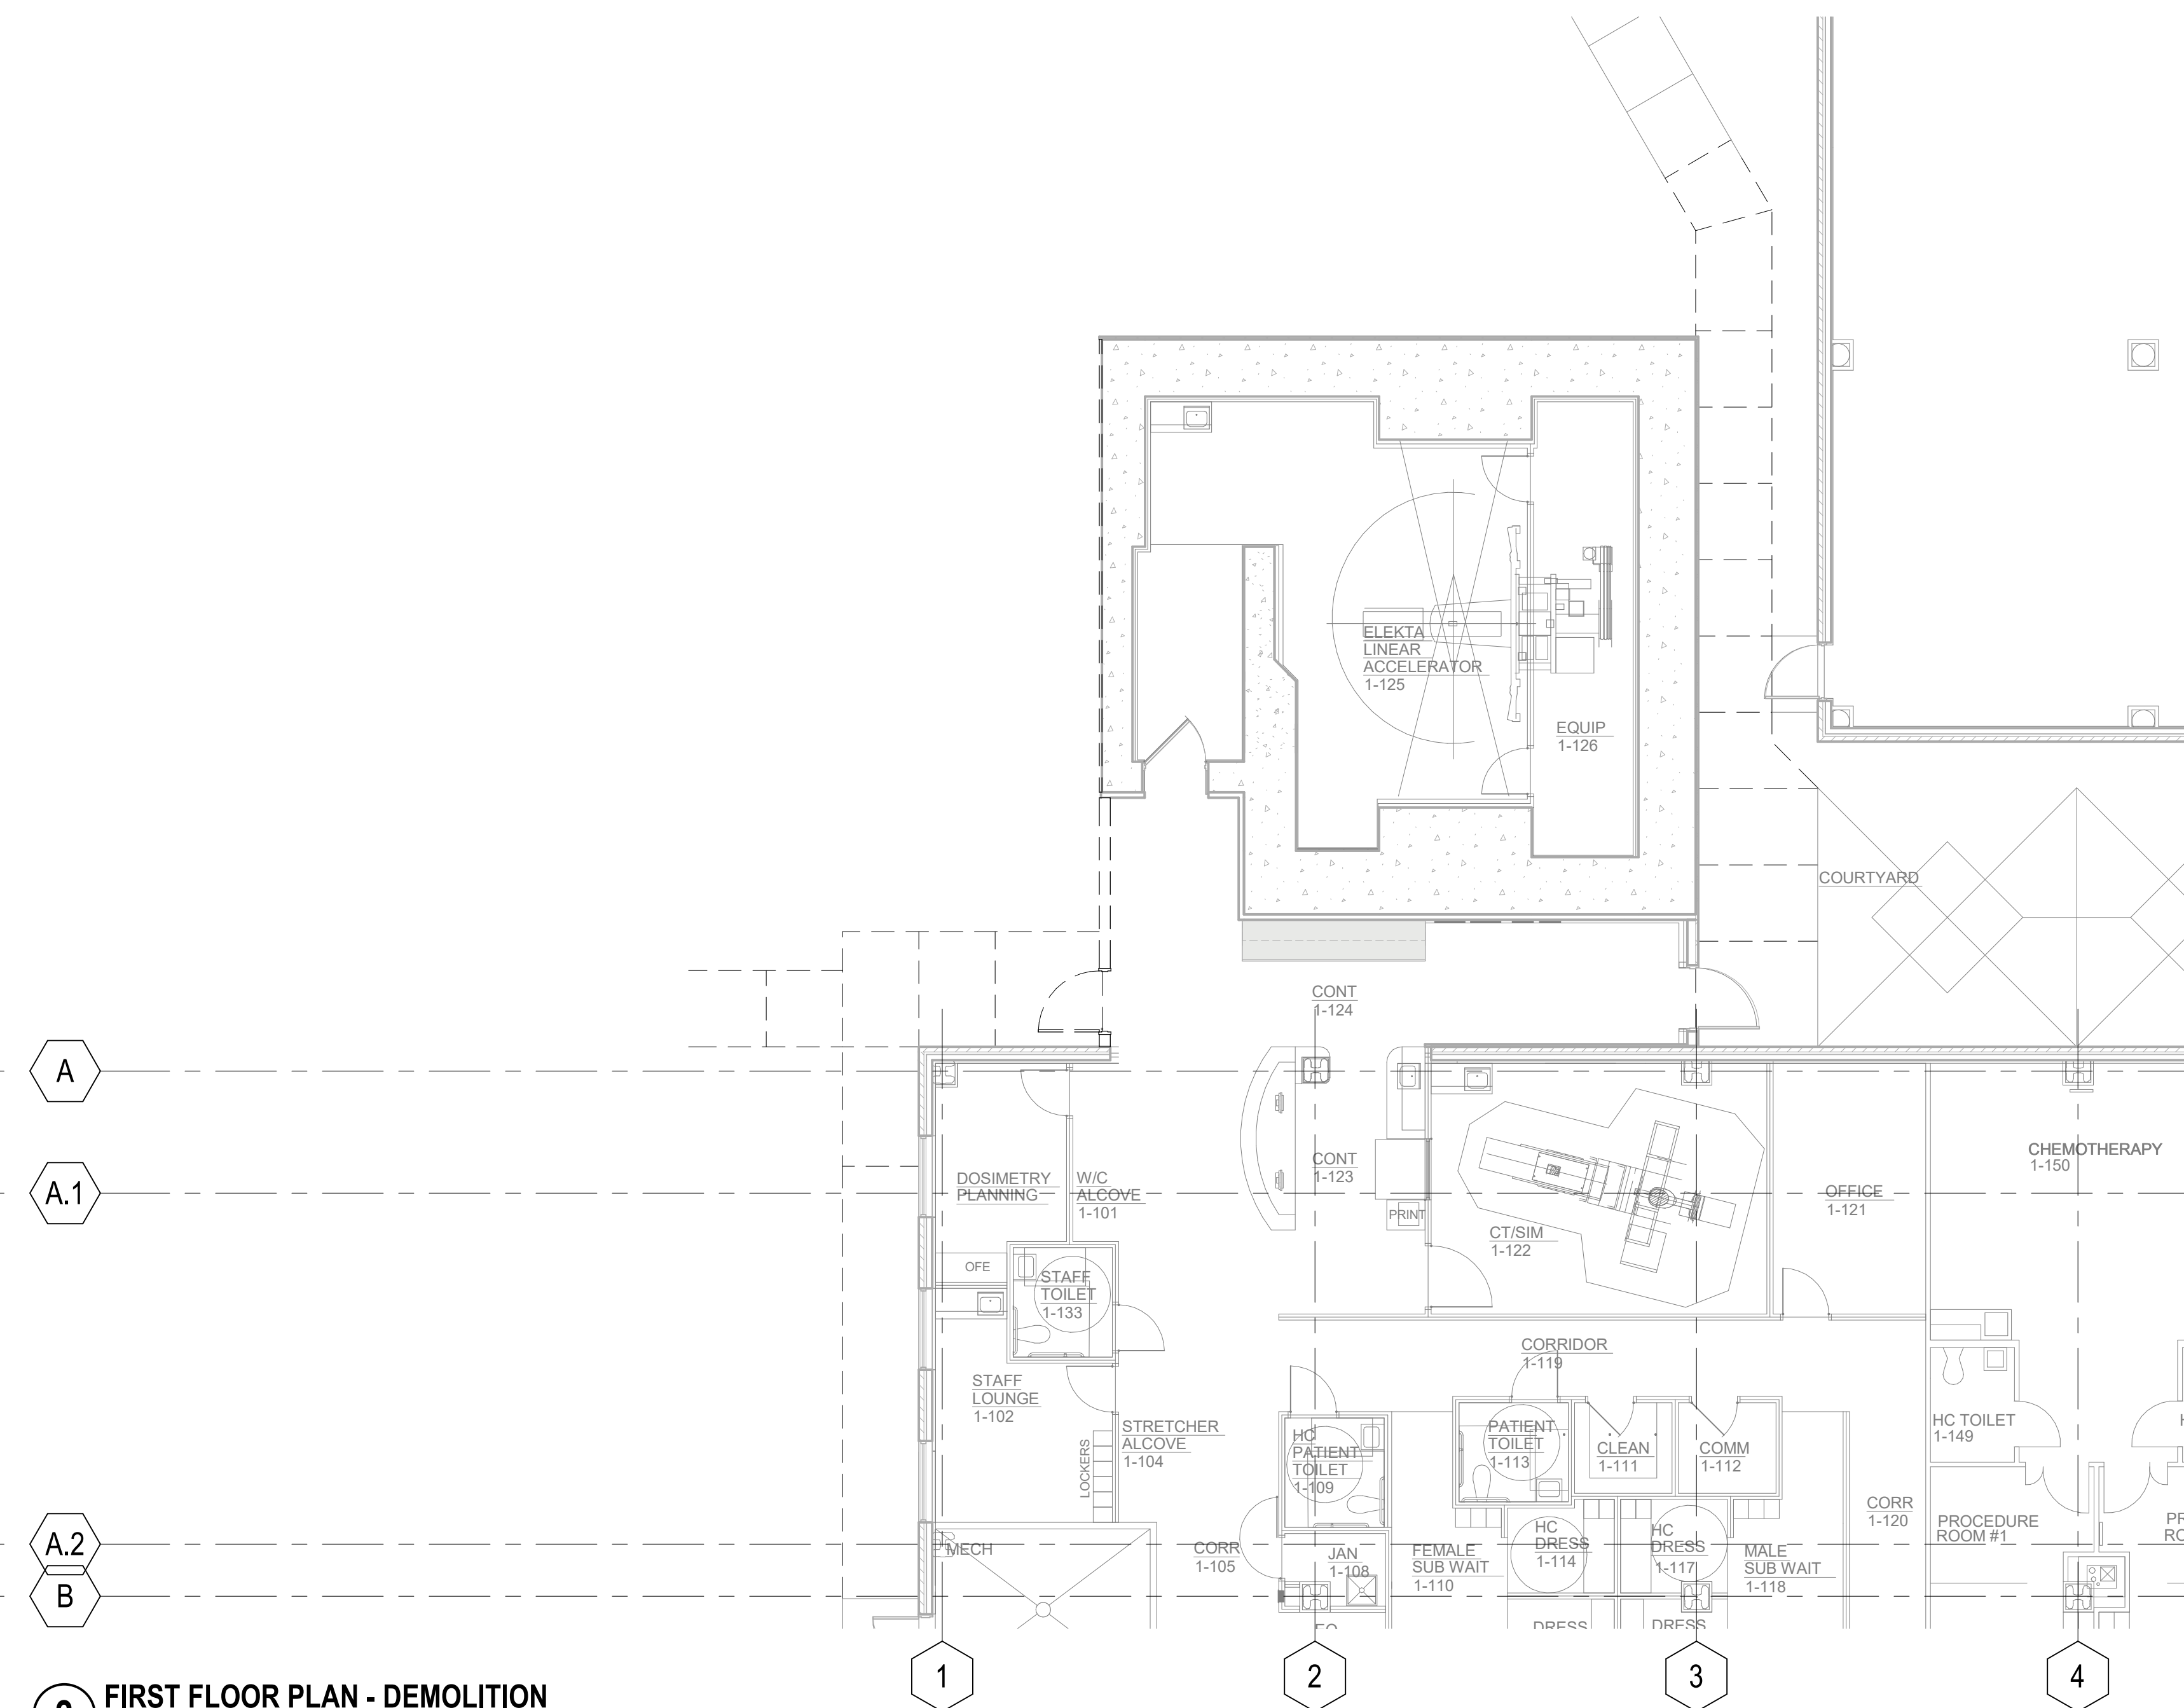 ELEKTA
LINEAR
ACCELERATOR
1-125
EQUIP
1-126
COURTYARD
CONT
1-124
A
A.1
DOSIMETRY
PLANNING
W/C
ALCOVE
1-101
CONT
1-123
PRINT
CT/SIM
1-122
OFFICE
1-121
CHEMOTHERAPY
1-150
OFE
STAFF
TOILET
1-133
CORRIDOR
1-119
STAFF
LOUNGE
1-102
LOCKERS
STRETCHER
ALCOVE
1-104
HC
PATIENT
TOILET
1-109
PATIENT
TOILET
1-113
CLEAN
1-111
COMM
1-112
HC TOILET
1-149
CORR
1-120
PROCEDURE
ROOM #1
A.2
B
MECH
CORR
1-105
JAN
1-108
FEMALE
SUB WAIT
1-110
HC
DRESS
1-114
HC
DRESS
1-117
MALE
SUB WAIT
1-118
DRESS
DRESS
1
2
3
4
FIRST FLOOR PLAN - DEMOLITION